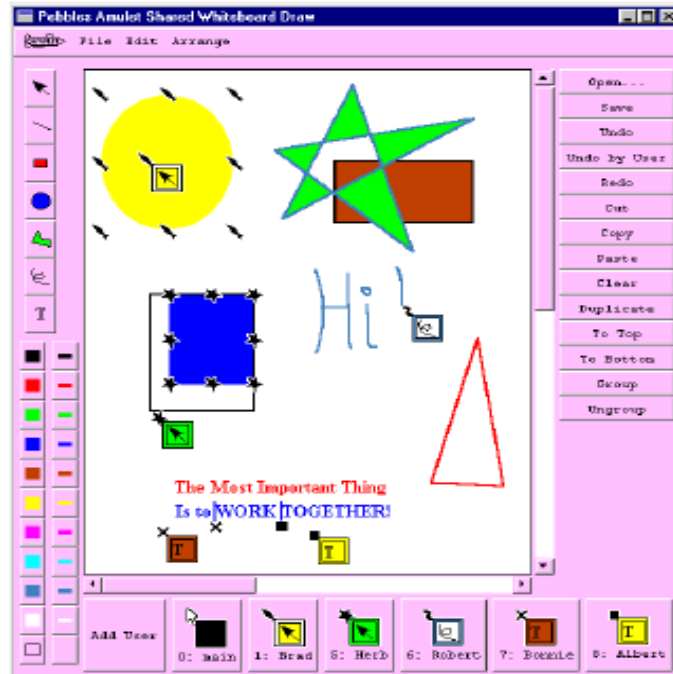 Pebbles Amulet Shared Whiteboard Draw
File Edit Arrange
Open...
Save
Undo
Undo by User
Redo
Cut
Copy
Paste
Clear
Duplicate
To Top
To Bottom
Group
Ungroup
T
Hi
The Most Important Thing
Is to WORK TOGETHER!
T
T
Add User
0: main
1: Brad
5: Herb
6: Robert
T
7: Bonnie
T
8: Albert